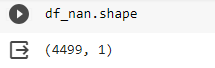 df_nan.shape
(4499, 1)